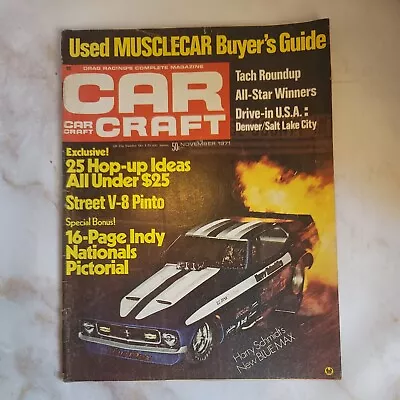 Used MUSCLECAR Buyer's Guide
DRAG RACING'S COMPLETE MAGAZINE
CAR
CRAFT
CAR
CRAFT
Tach Roundup
All-Star Winners
Drive-in U.S.A.:
Denver/Salt Lake City
50¢ NOVEMBER 1971
Exclusive!
25 Hop-up Ideas
All Under $25
Street V-8 Pinto
Special Bonus!
16-Page Indy
Nationals
Pictorial
Harry Schmidt's
New BLUE MAX